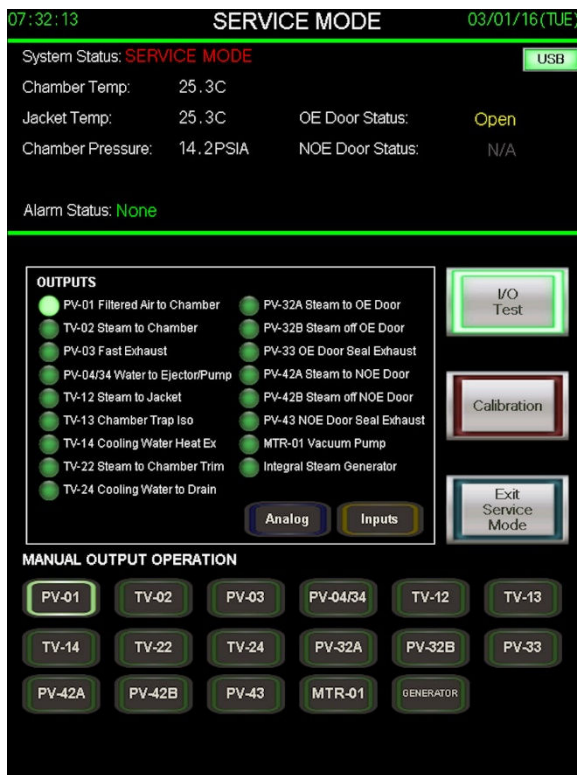 07:32:13 SERVICE MODE 03/01/16(TUE)
System Status: SERVICE MODE USB
Chamber Temp: 25.3C
Jacket Temp: 25.3C OE Door Status: Open
Chamber Pressure: 14.2PSIA NOE Door Status: N/A
Alarm Status: None
OUTPUTS
PV-01 Filtered Air to Chamber
TV-02 Steam to Chamber
PV-03 Fast Exhaust
PV-04/34 Water to Ejector/Pump
TV-12 Steam to Jacket
TV-13 Chamber Trap Iso
TV-14 Cooling Water Heat Ex
TV-22 Steam to Chamber Trim
TV-24 Cooling Water to Drain
PV-32A Steam to OE Door
PV-32B Steam off OE Door
PV-33 OE Door Seal Exhaust
PV-42A Steam to NOE Door
PV-42B Steam off NOE Door
PV-43 NOE Door Seal Exhaust
MTR-01 Vacuum Pump
Integral Steam Generator
Analog Inputs
I/O
Test
Calibration
Exit
Service
Mode
MANUAL OUTPUT OPERATION
PV-01 TV-02 PV-03 PV-04/34 TV-12 TV-13
TV-14 TV-22 TV-24 PV-32A PV-32B PV-33
PV-42A PV-42B PV-43 MTR-01 GENERATOR